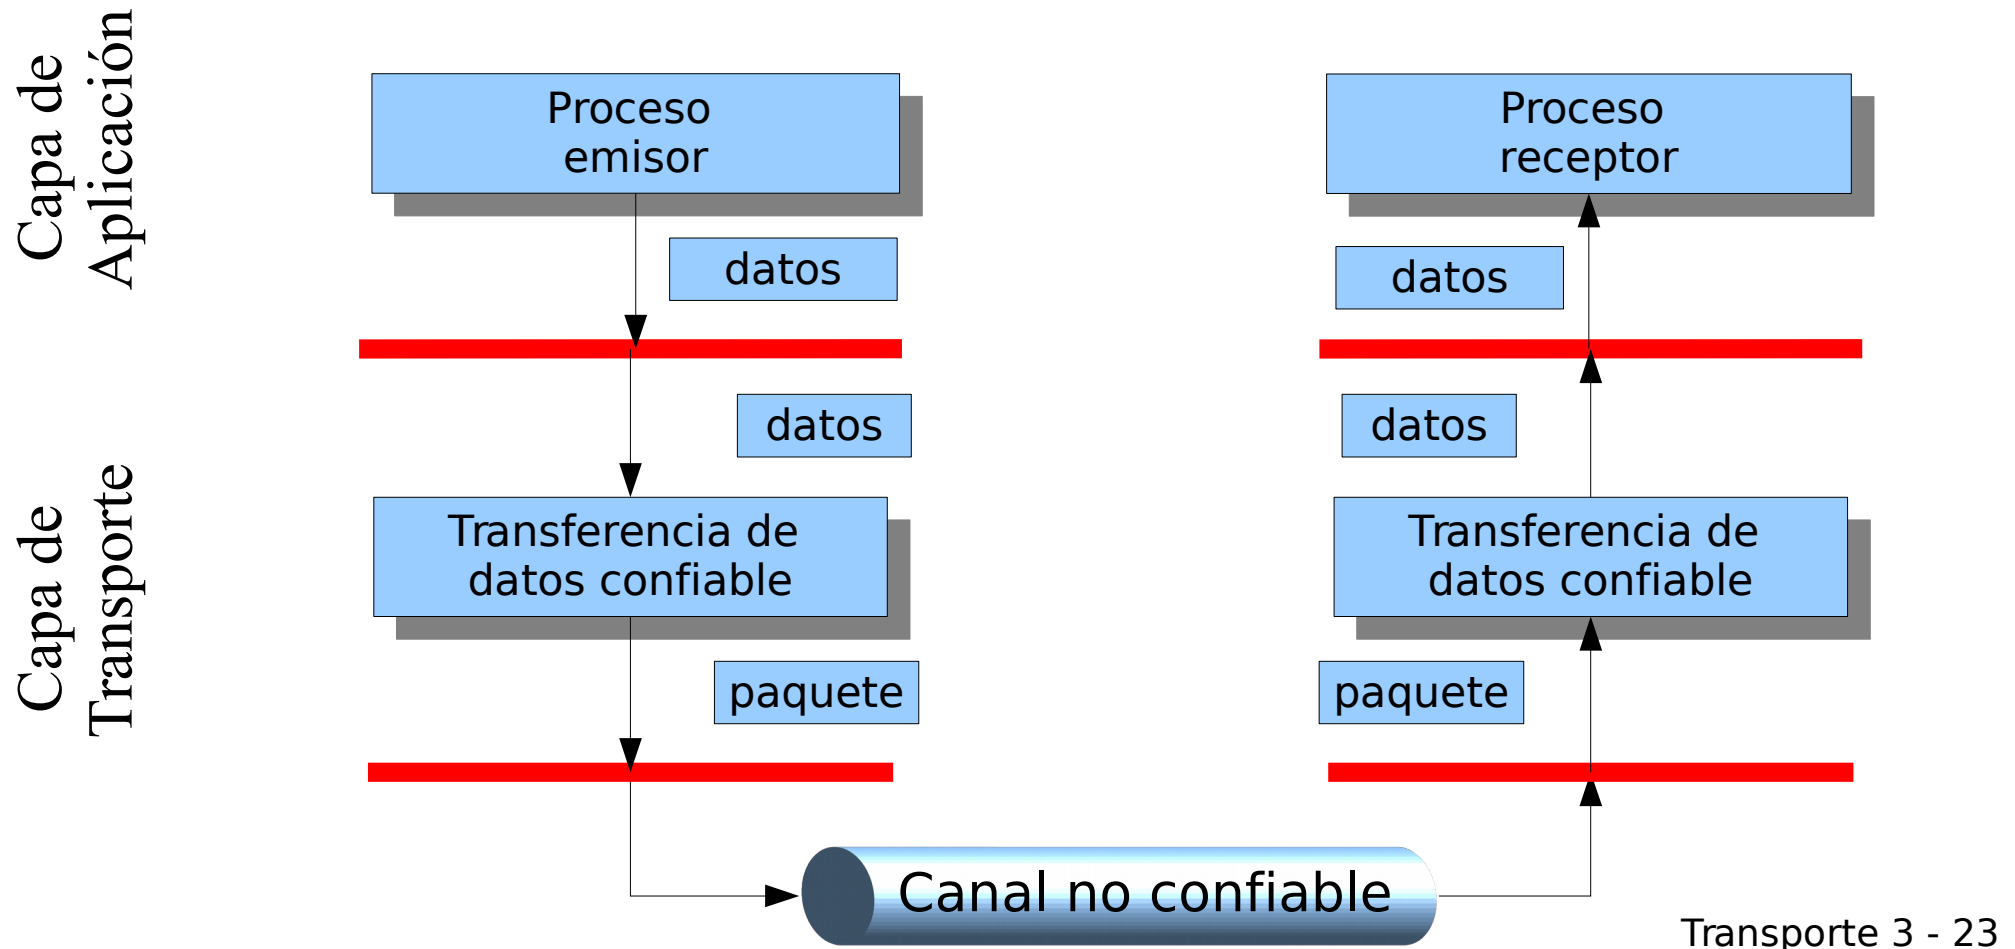 Capa de
Aplicación
Proceso
emisor
Proceso
receptor
datos
datos
datos
datos
Capa de
Transporte
Transferencia de
datos confiable
Transferencia de
datos confiable
paquete
paquete
Canal no confiable
Transporte 3 - 23